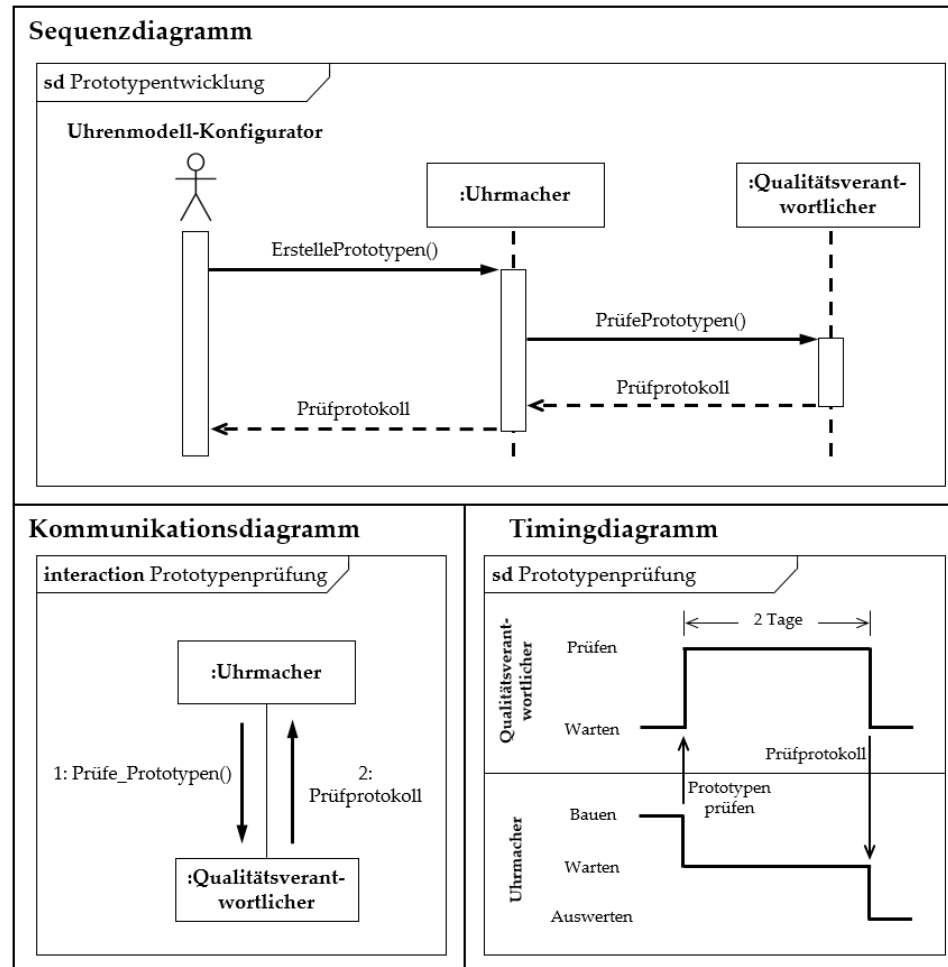 Sequenzdiagramm
sd Prototypentwicklung
Uhrenmodell-Konfigurator
:Uhrmacher
:Qualitätsverant-
wortlicher
ErstellePrototypen()
PrüfePrototypen()
Prüfprotokoll
Prüfprotokoll
Kommunikationsdiagramm
interaction Prototypenprüfung
:Uhrmacher
1: Prüfe_Prototypen()
2:
Prüfprotokoll
:Qualitätsverant-
wortlicher
Timingdiagramm
sd Prototypenprüfung
Qualitätsverant-
wortlicher
2 Tage
Prüfen
Warten
Prüfprotokoll
Prototypen
prüfen
Uhrmacher
Bauen
Warten
Auswerten